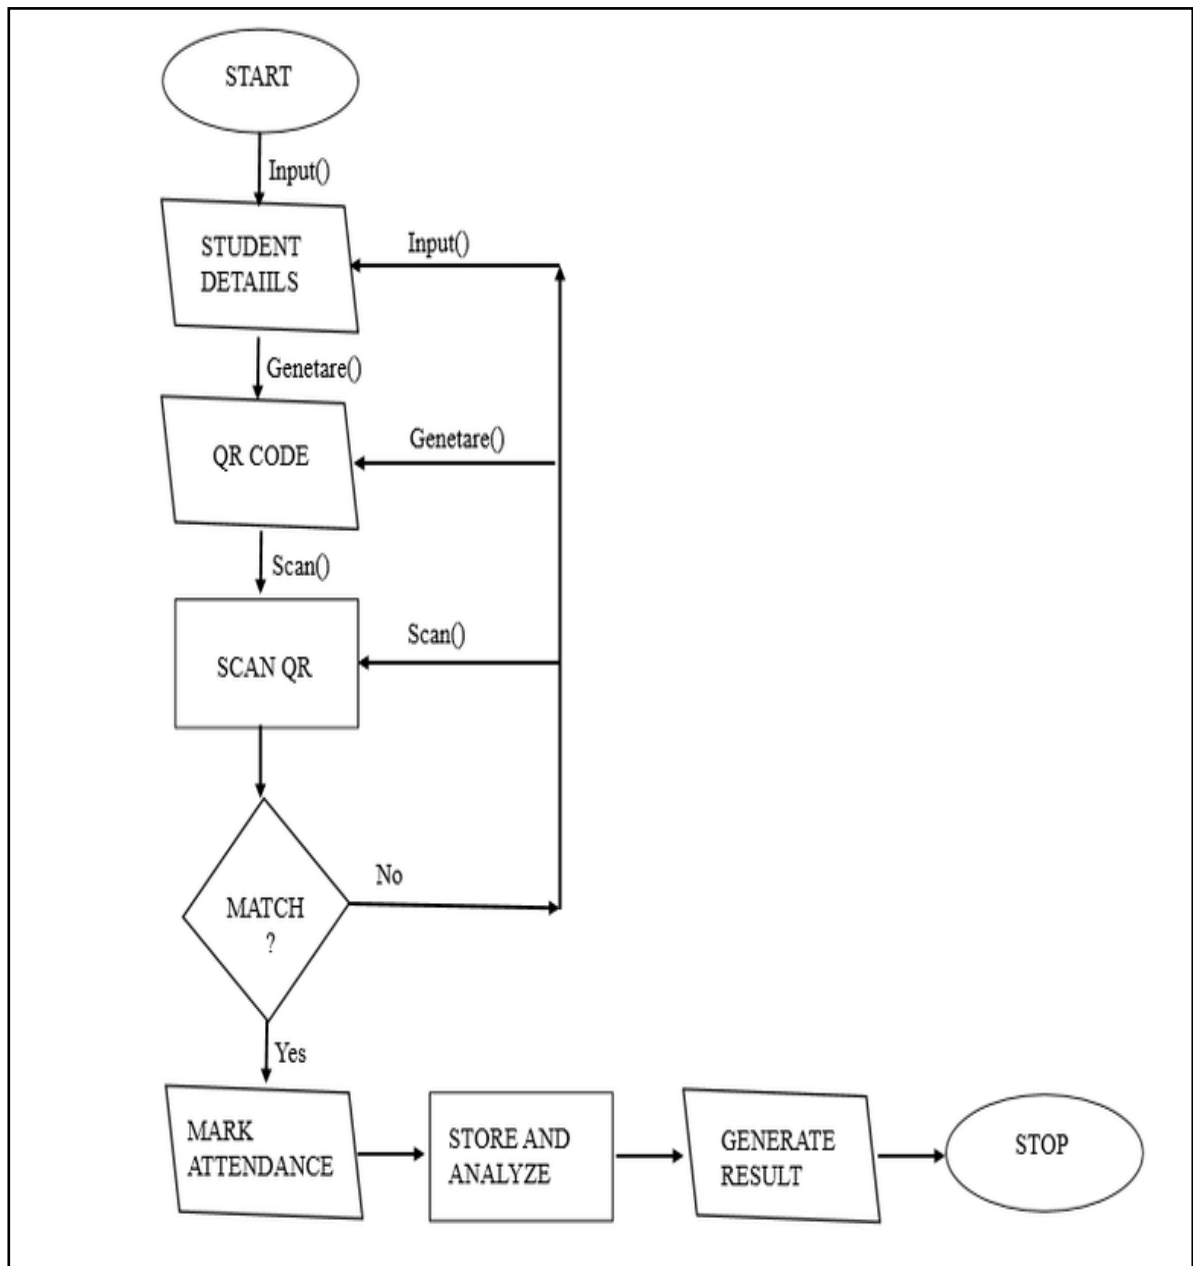 START
Input()
STUDENT
DETAIILS
Input()
Genetare()
QR CODE
Genetare()
Scan()
SCAN QR
Scan()
MATCH
?
No
Yes
MARK
ATTENDANCE
STORE AND
ANALYZE
GENERATE
RESULT
STOP